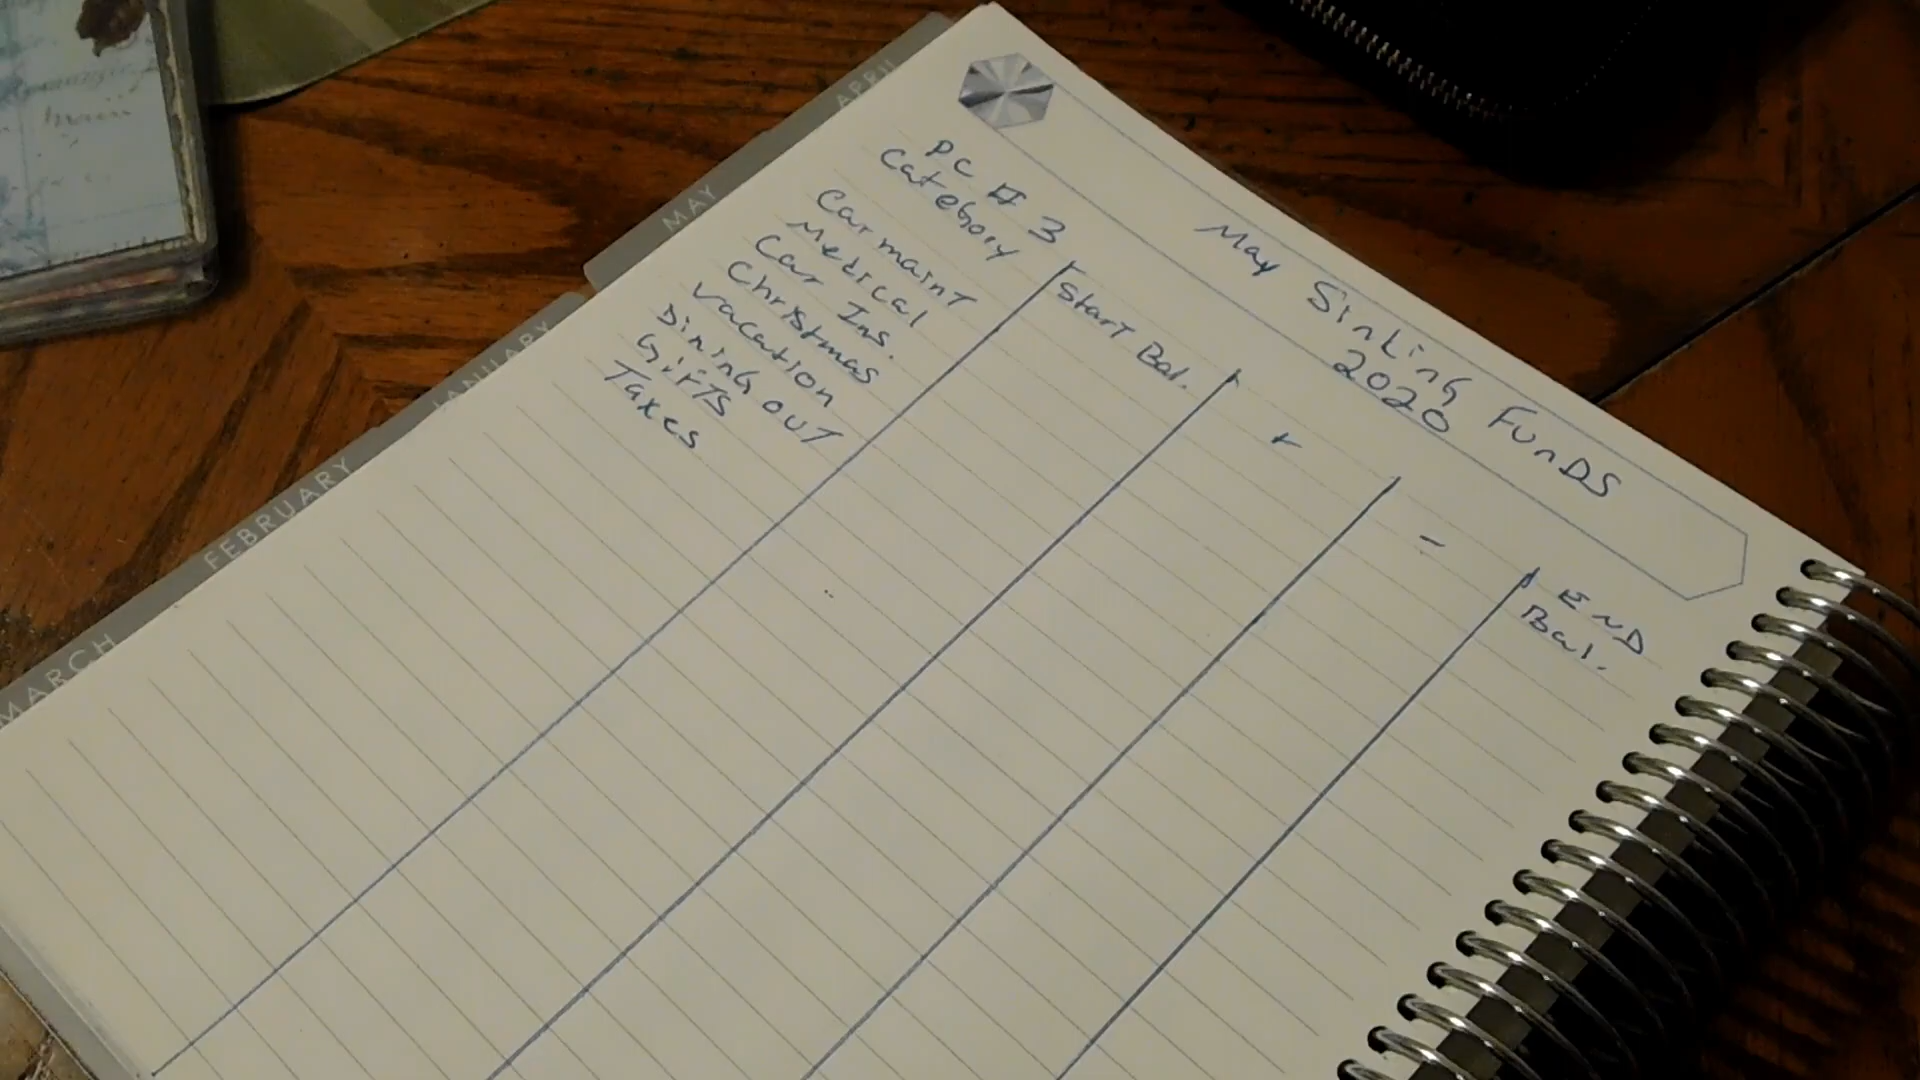 May Sinking Funds
2020
PC # 3
Category
Start Bal.
+
-
END
Bal.
Car maint
Medical
Car Ins.
Christmas
vacation
Dining out
Gifts
Taxes
APRIL
MAY
JANUARY
FEBRUARY
MARCH